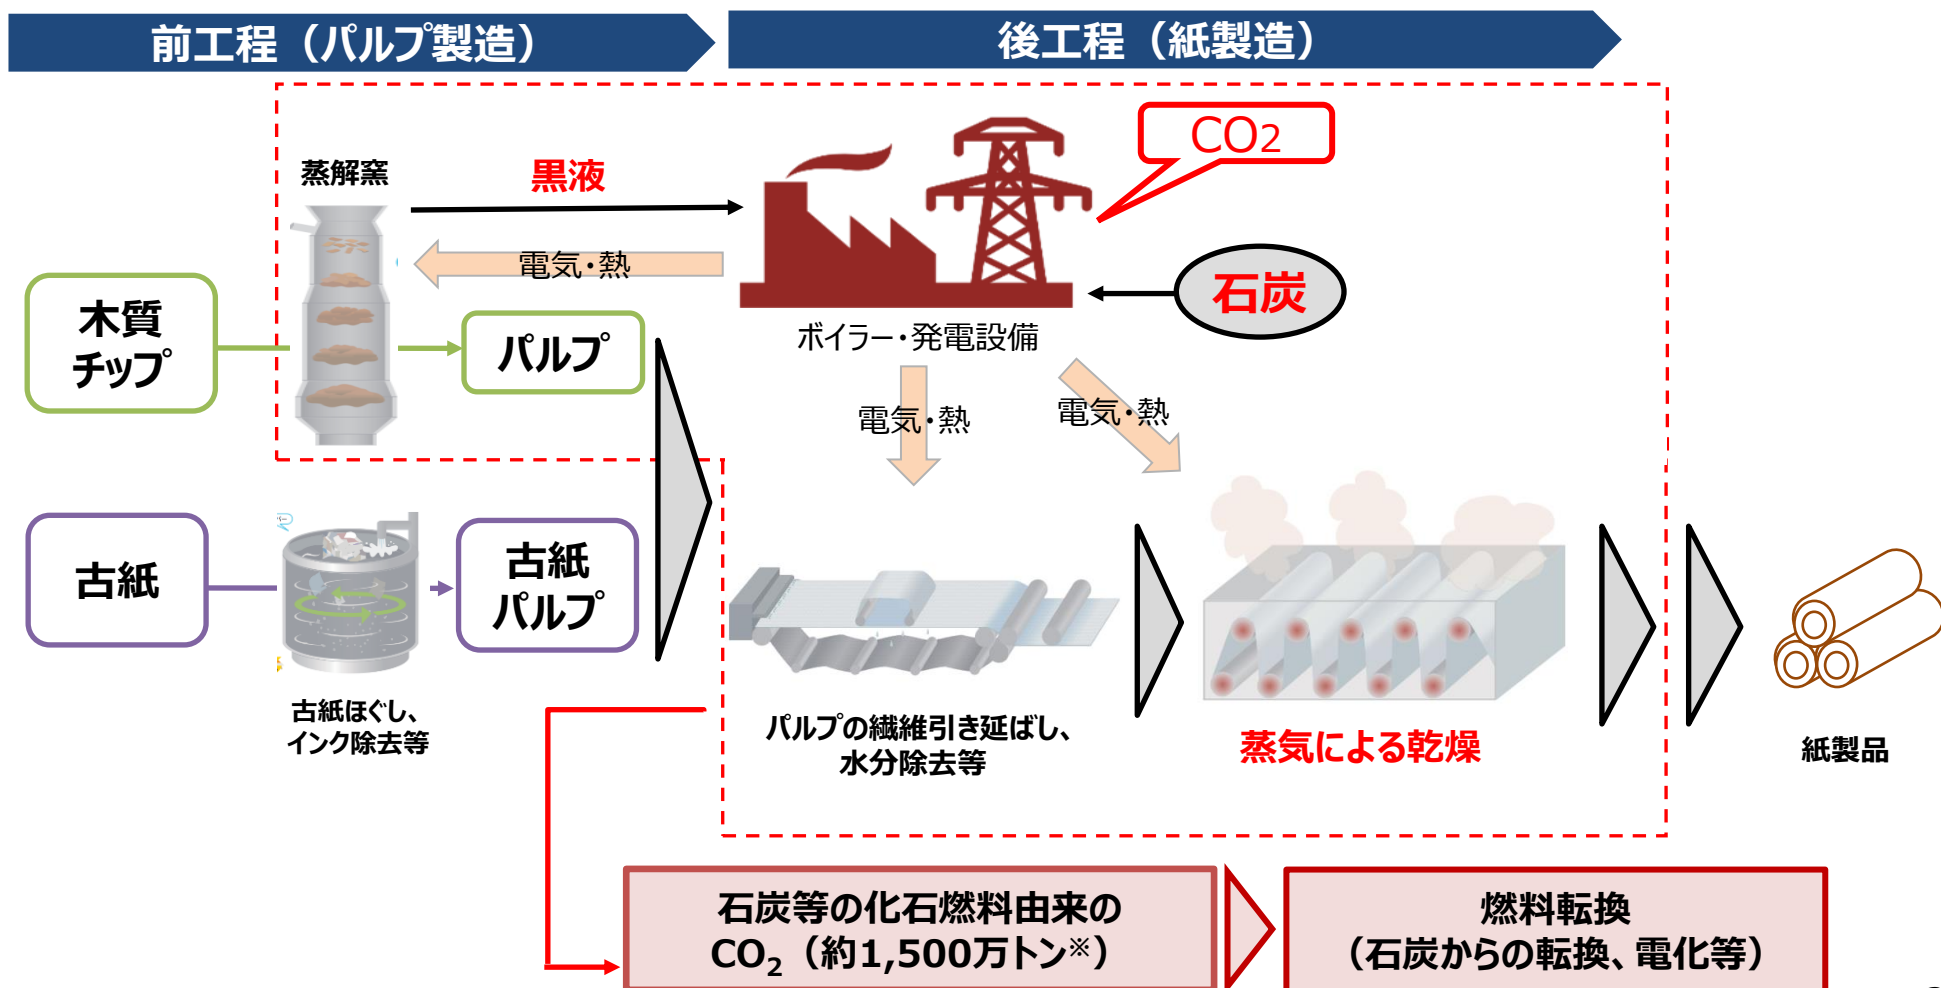 前工程（パルプ製造）
後工程（紙製造）
CO2
蒸解窯
黒液
電気・熱
石炭
木質
チップ
パルプ
ボイラー・発電設備
電気・熱
電気・熱
古紙
古紙
パルプ
古紙ほぐし、
インク除去等
パルプの繊維引き延ばし、
水分除去等
蒸気による乾燥
紙製品
石炭等の化石燃料由来の
CO₂（約1,500万トン※）
燃料転換
（石炭からの転換、電化等）